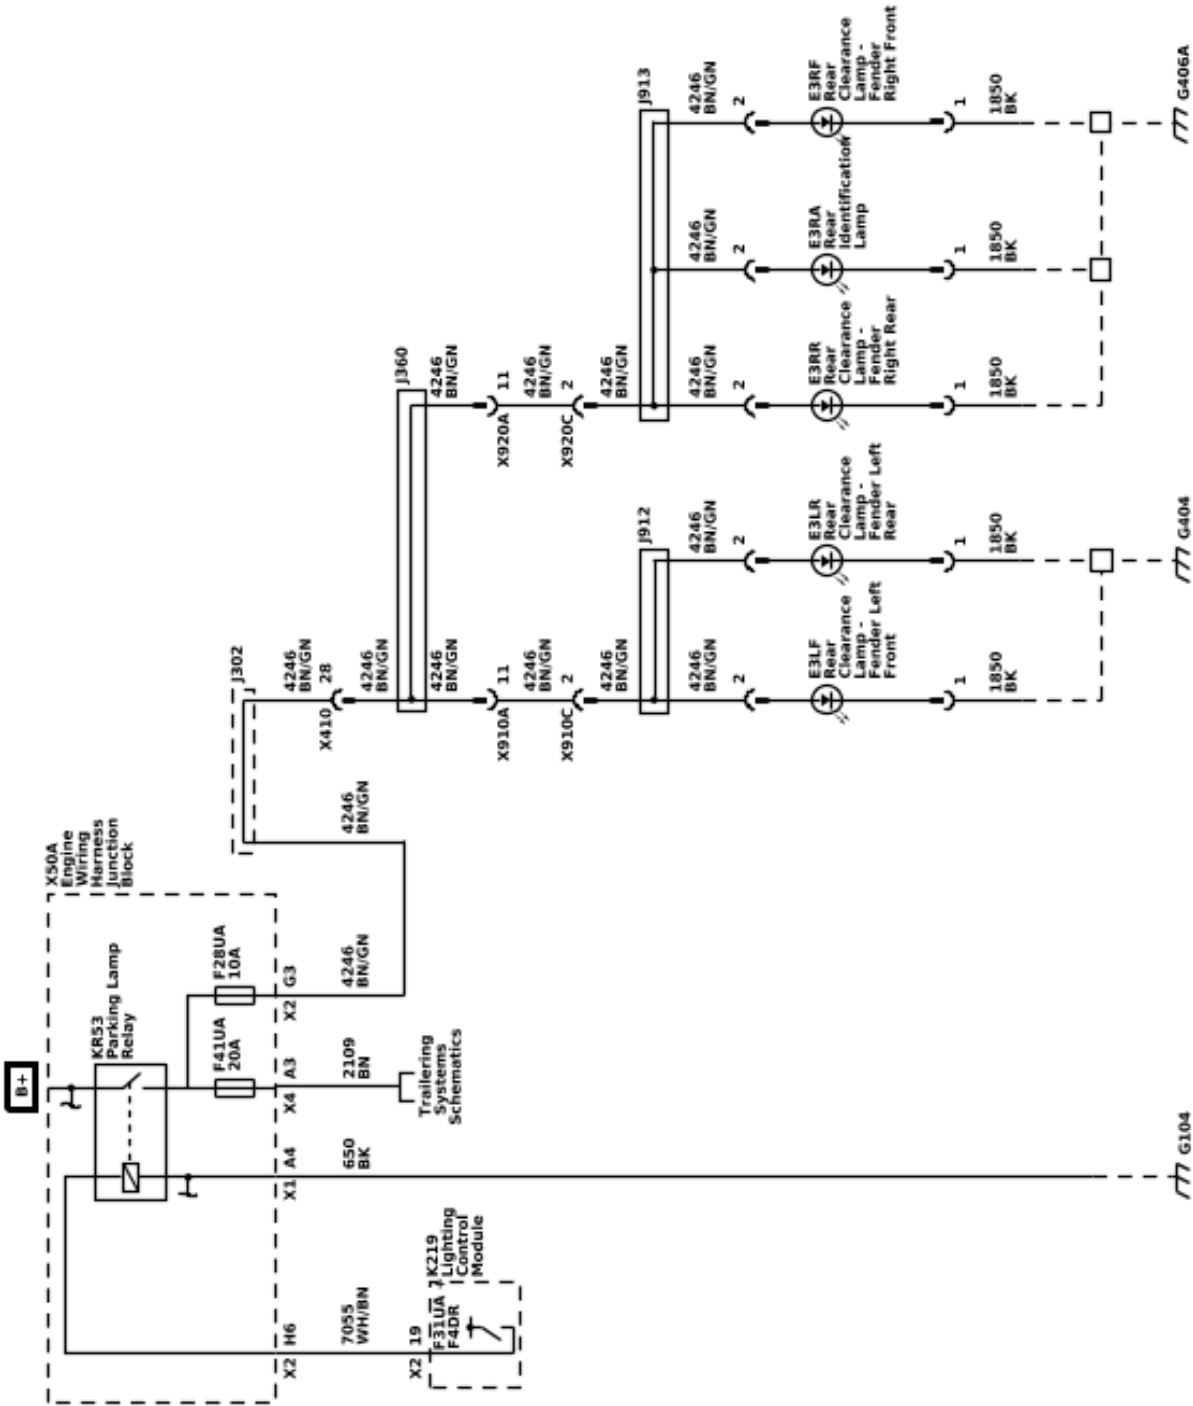 B+
X50A
Engine
Wiring
Harness
Junction
Block
KR53
Parking Lamp
Relay
F41UA
20A
F28UA
10A
X2 H6
X1 A4
X4 A3
X2 G3
7055
WH/BN
650
BK
2109
BN
4246
BN/GN
4246
BN/GN
X2 19
F31UA
F4DR
K219
Lighting
Control
Module
Trailering
Systems
Schematics
G104
J302
4246
BN/GN
X410 28
4246
BN/GN
J360
4246
BN/GN
4246
BN/GN
X910A 11
X920A 11
4246
BN/GN
4246
BN/GN
X910C 2
X920C 2
4246
BN/GN
4246
BN/GN
J912
J913
4246
BN/GN
4246
BN/GN
4246
BN/GN
4246
BN/GN
4246
BN/GN
2
2
2
2
2
E3LF
Rear
Clearance
Lamp -
Fender Left
Front
E3LR
Rear
Clearance
Lamp -
Fender Left
Rear
E3RR
Rear
Clearance
Lamp -
Fender
Right Rear
E3RA
Rear
Identification
Lamp
E3RF
Rear
Clearance
Lamp -
Fender
Right Front
1
1
1
1
1
1850
BK
1850
BK
1850
BK
1850
BK
1850
BK
G404
G406A